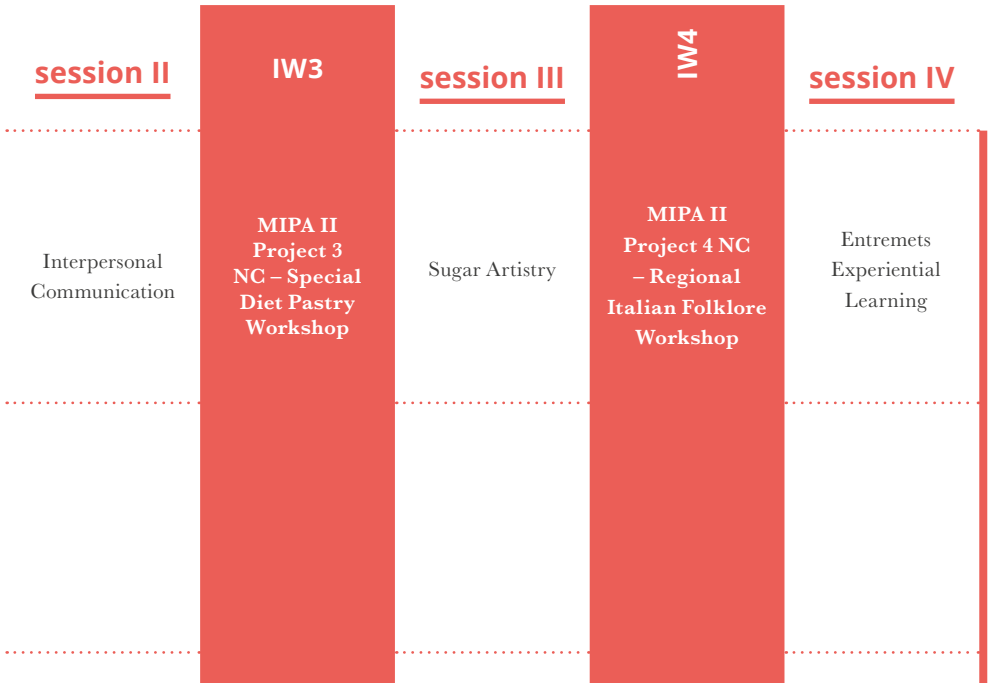 session II
IW3
session III
IW4
session IV
Interpersonal
Communication
MIPA II
Project 3
NC – Special
Diet Pastry
Workshop
Sugar Artistry
MIPA II
Project 4 NC
– Regional
Italian Folklore
Workshop
Entremets
Experiential
Learning